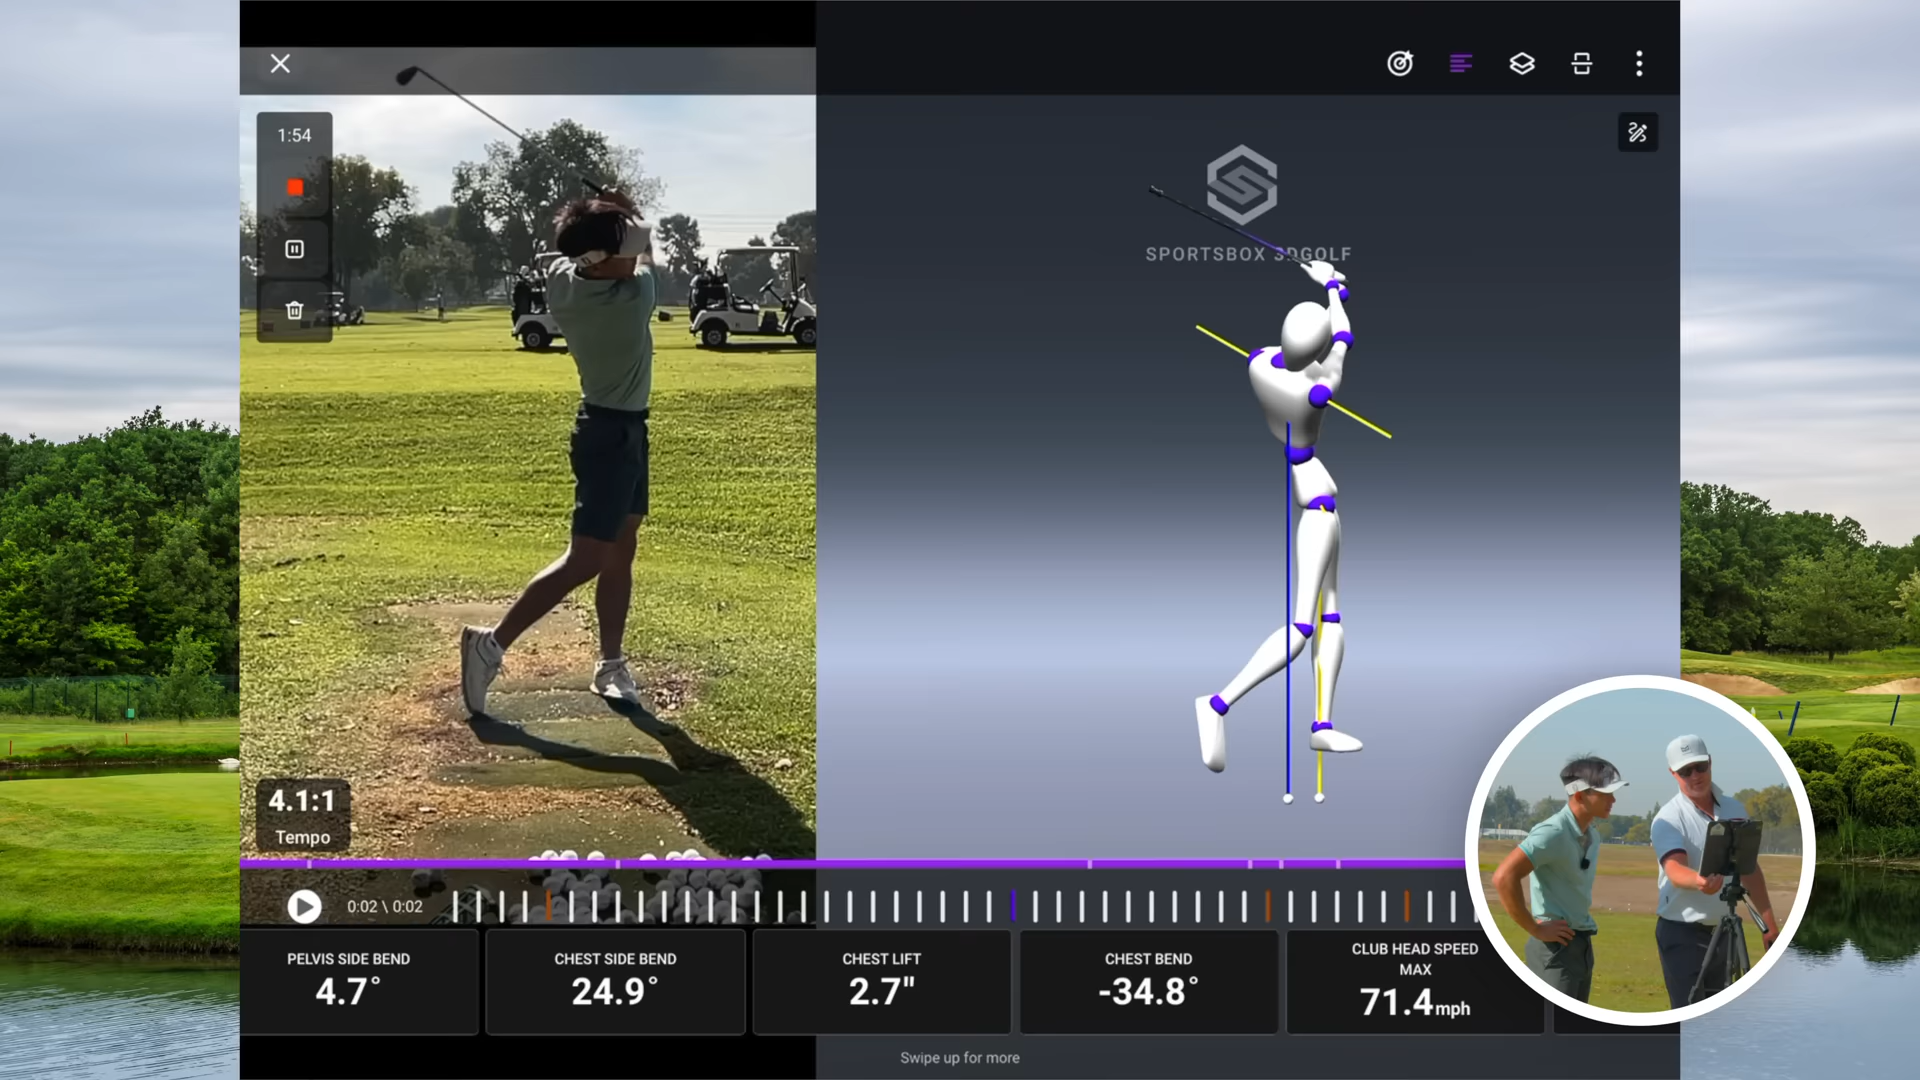 1:54
SPORTSBOX 3DGOLF
4.1:1
Tempo
0:02 \ 0:02
PELVIS SIDE BEND
4.7°
CHEST SIDE BEND
24.9°
CHEST LIFT
2.7"
CHEST BEND
-34.8°
CLUB HEAD SPEED
MAX
71.4mph
Swipe up for more